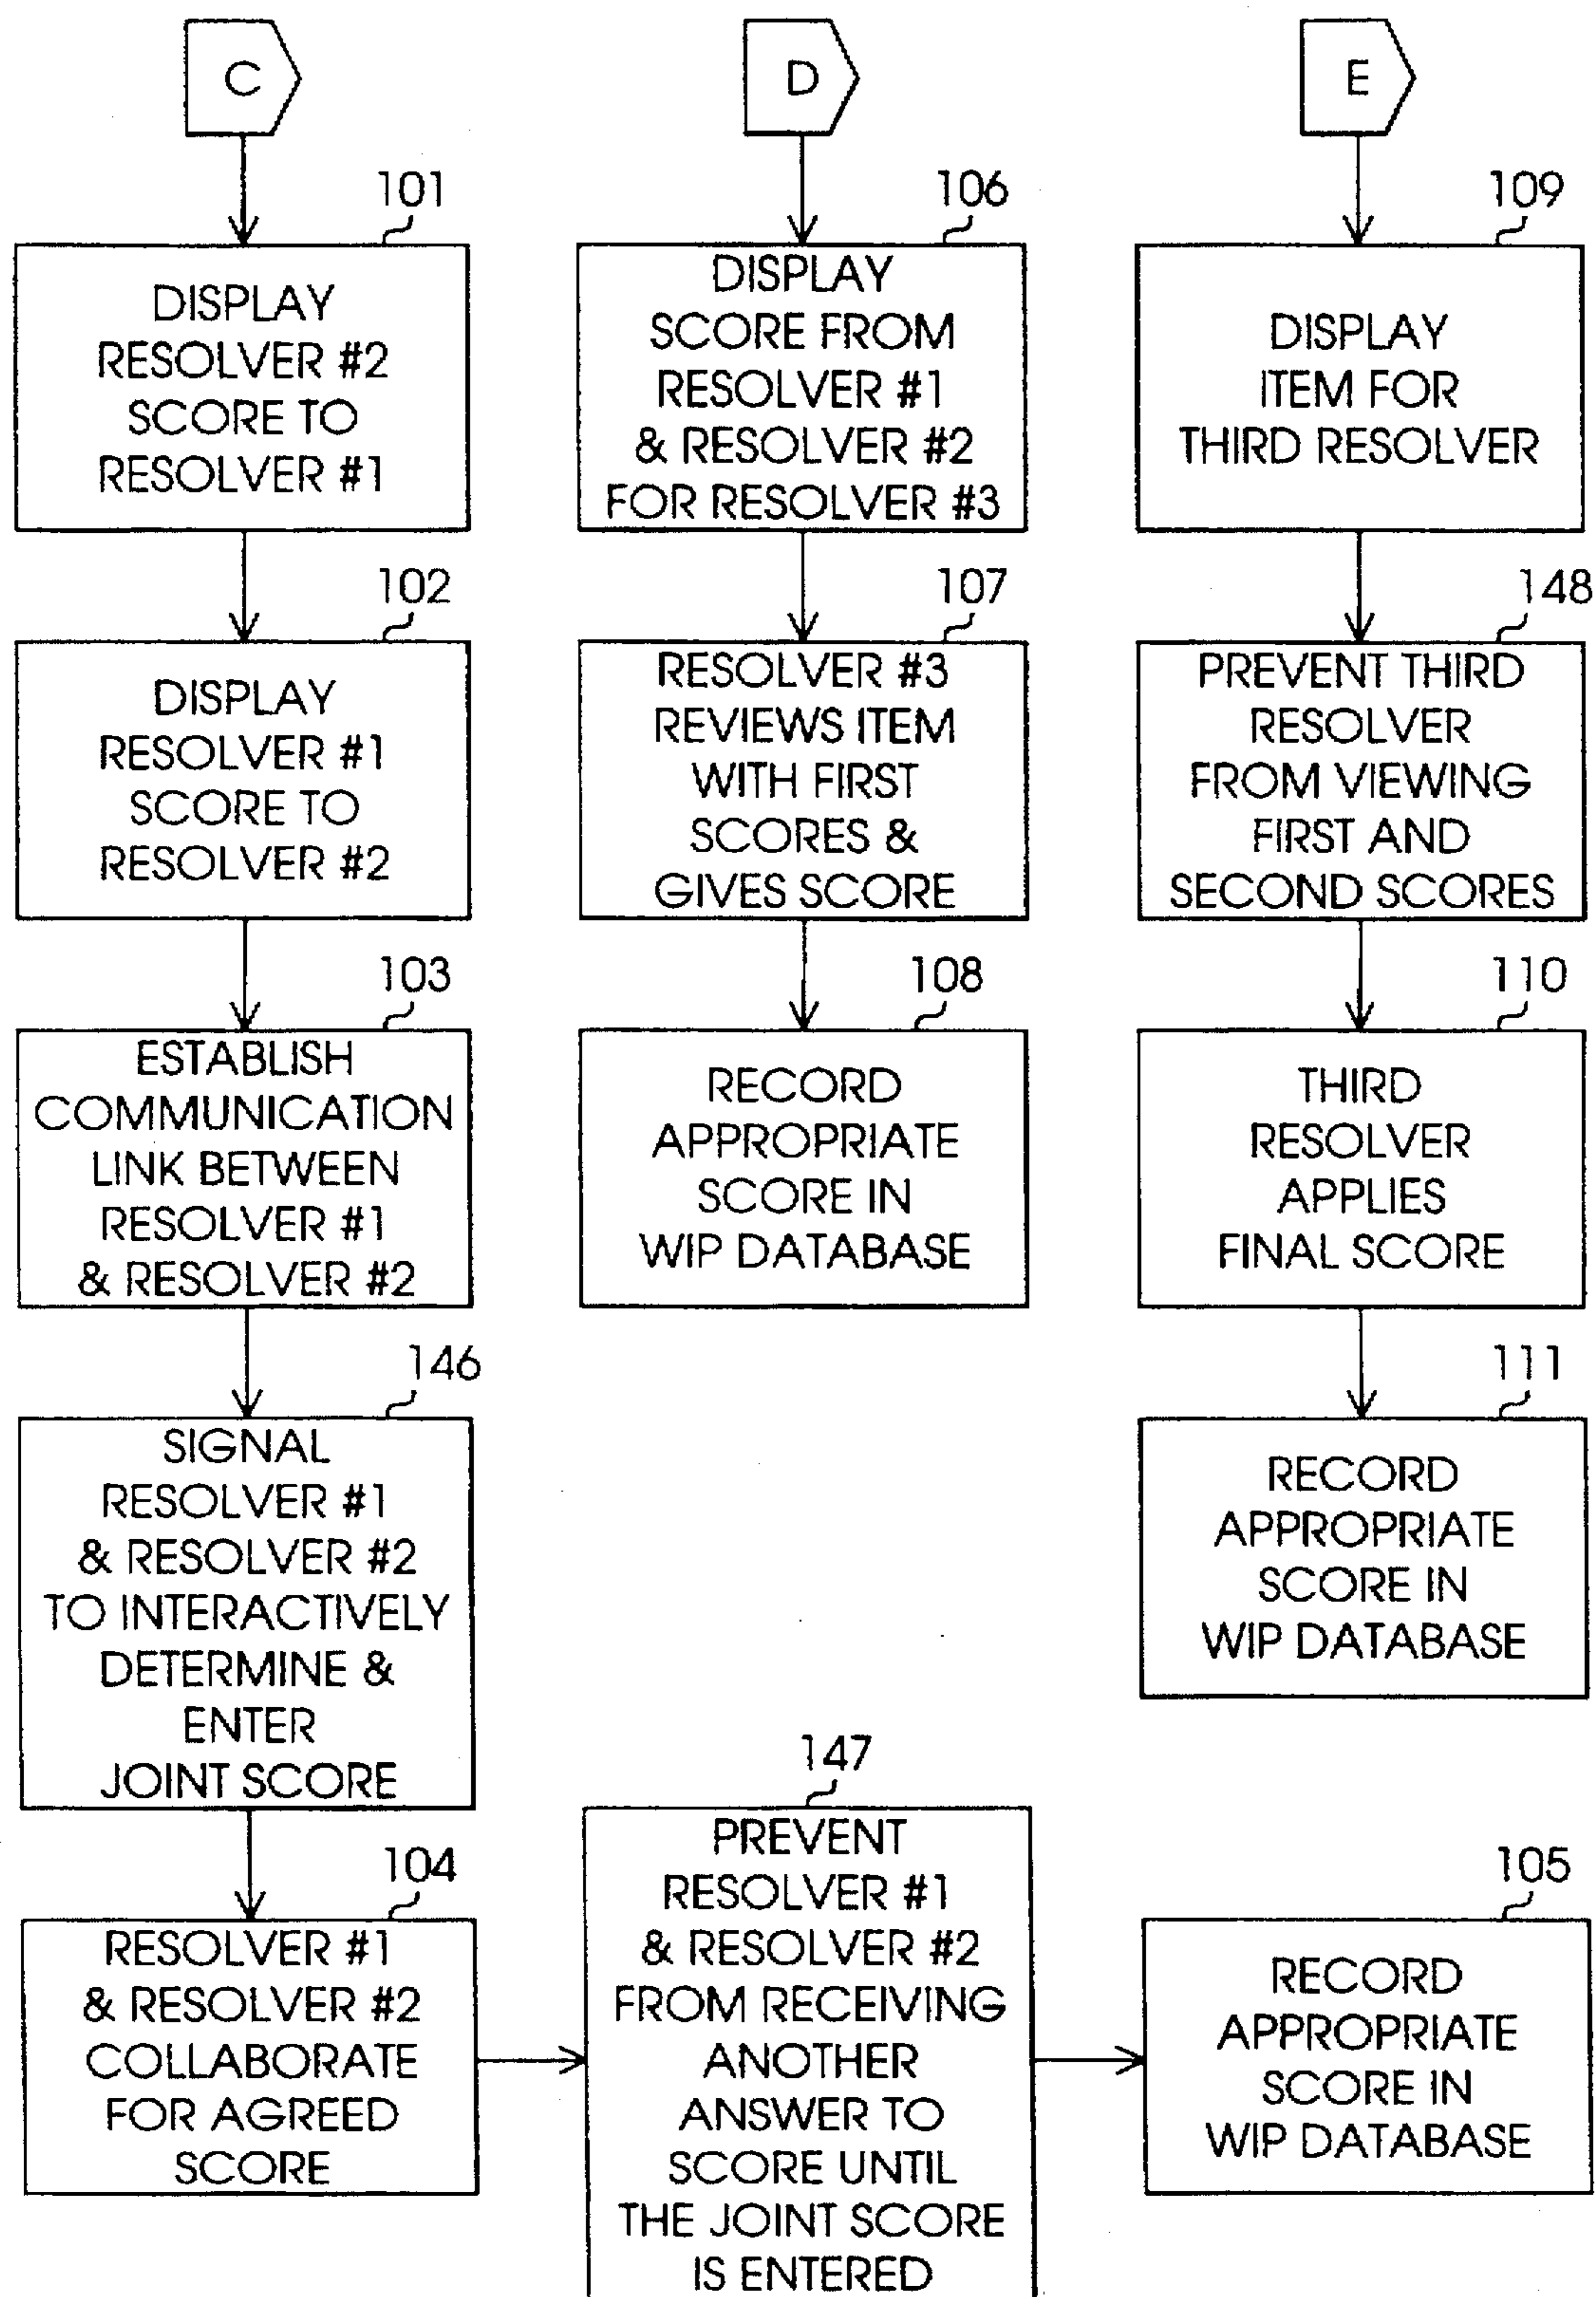 C
101
DISPLAY
RESOLVER #2
SCORE TO
RESOLVER #1
102
DISPLAY
RESOLVER #1
SCORE TO
RESOLVER #2
103
ESTABLISH
COMMUNICATION
LINK BETWEEN
RESOLVER #1
& RESOLVER #2
146
SIGNAL
RESOLVER #1
& RESOLVER #2
TO INTERACTIVELY
DETERMINE &
ENTER
JOINT SCORE
104
RESOLVER #1
& RESOLVER #2
COLLABORATE
FOR AGREED
SCORE
147
PREVENT
RESOLVER #1
& RESOLVER #2
FROM RECEIVING
ANOTHER
ANSWER TO
SCORE UNTIL
THE JOINT SCORE
IS ENTERED
105
RECORD
APPROPRIATE
SCORE IN
WIP DATABASE
D
106
DISPLAY
SCORE FROM
RESOLVER #1
& RESOLVER #2
FOR RESOLVER #3
107
RESOLVER #3
REVIEWS ITEM
WITH FIRST
SCORES &
GIVES SCORE
108
RECORD
APPROPRIATE
SCORE IN
WIP DATABASE
E
109
DISPLAY
ITEM FOR
THIRD RESOLVER
148
PREVENT THIRD
RESOLVER
FROM VIEWING
FIRST AND
SECOND SCORES
110
THIRD
RESOLVER
APPLIES
FINAL SCORE
111
RECORD
APPROPRIATE
SCORE IN
WIP DATABASE